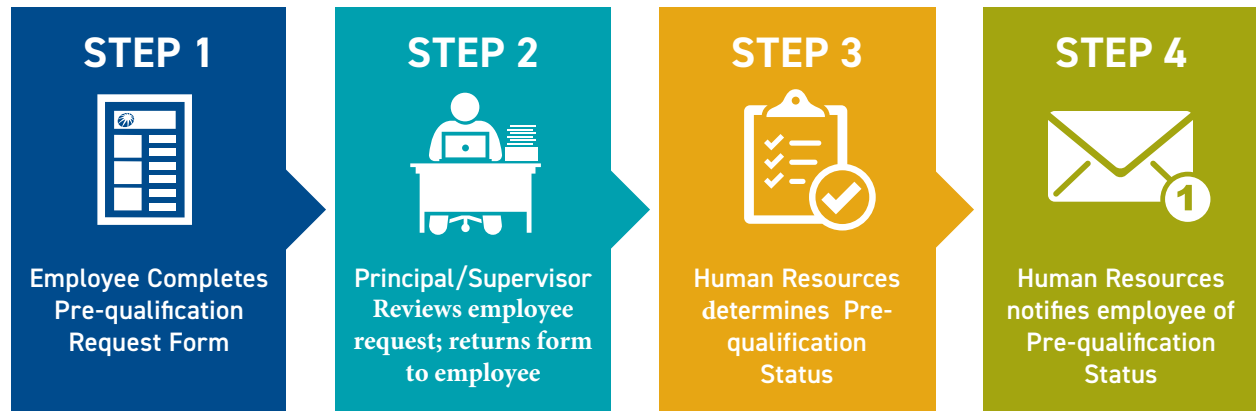 STEP 1
Employee Completes
Pre-qualification
Request Form
STEP 2
Principal/Supervisor
Reviews employee
request; returns form
to employee
STEP 3
Human Resources
determines Pre-
qualification
Status
STEP 4
1
Human Resources
notifies employee of
Pre-qualification
Status